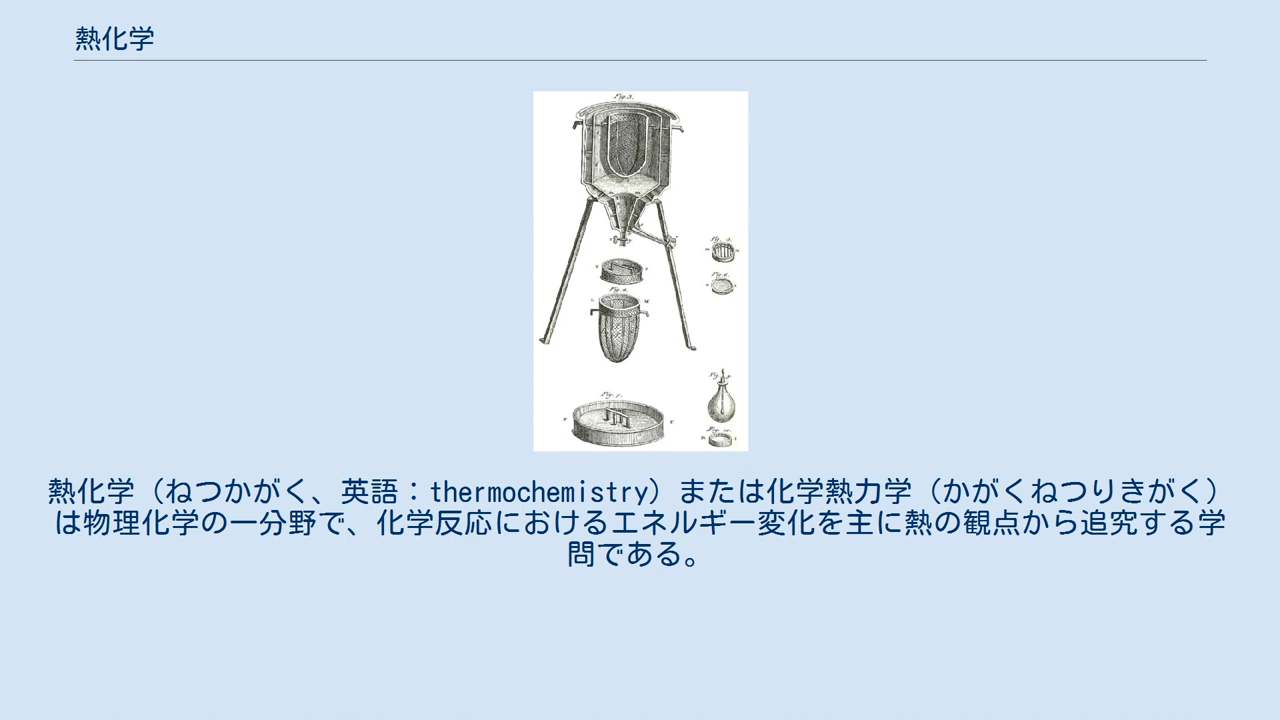 熱化学
Fig. 3.
熱化学（ねつかがく、英語：thermochemistry）または化学熱力学（かがくねつりきがく）
は物理化学の一分野で、化学反応におけるエネルギー変化を主に熱の観点から追究する学
問である。